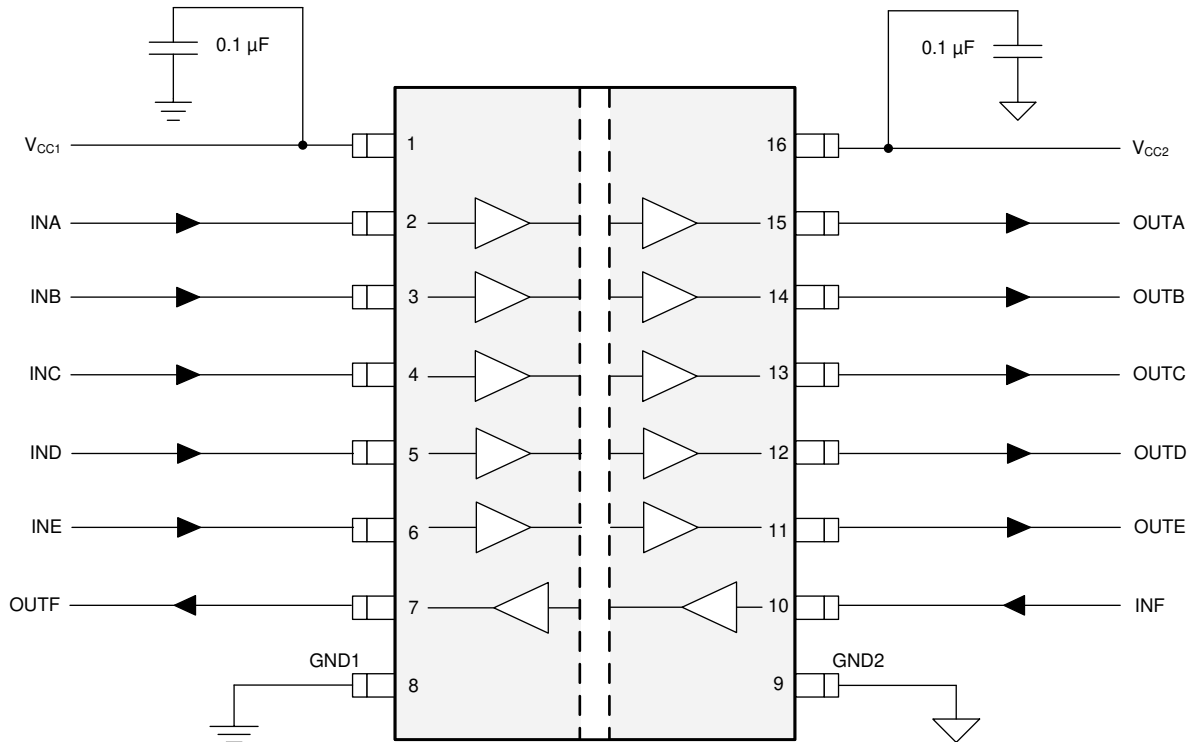 0.1 µF
0.1 µF
VCC1
1
16
VCC2
INA
2
15
OUTA
INB
3
14
OUTB
INC
4
13
OUTC
IND
5
12
OUTD
INE
6
11
OUTE
OUTF
7
10
INF
GND1
GND2
8
9